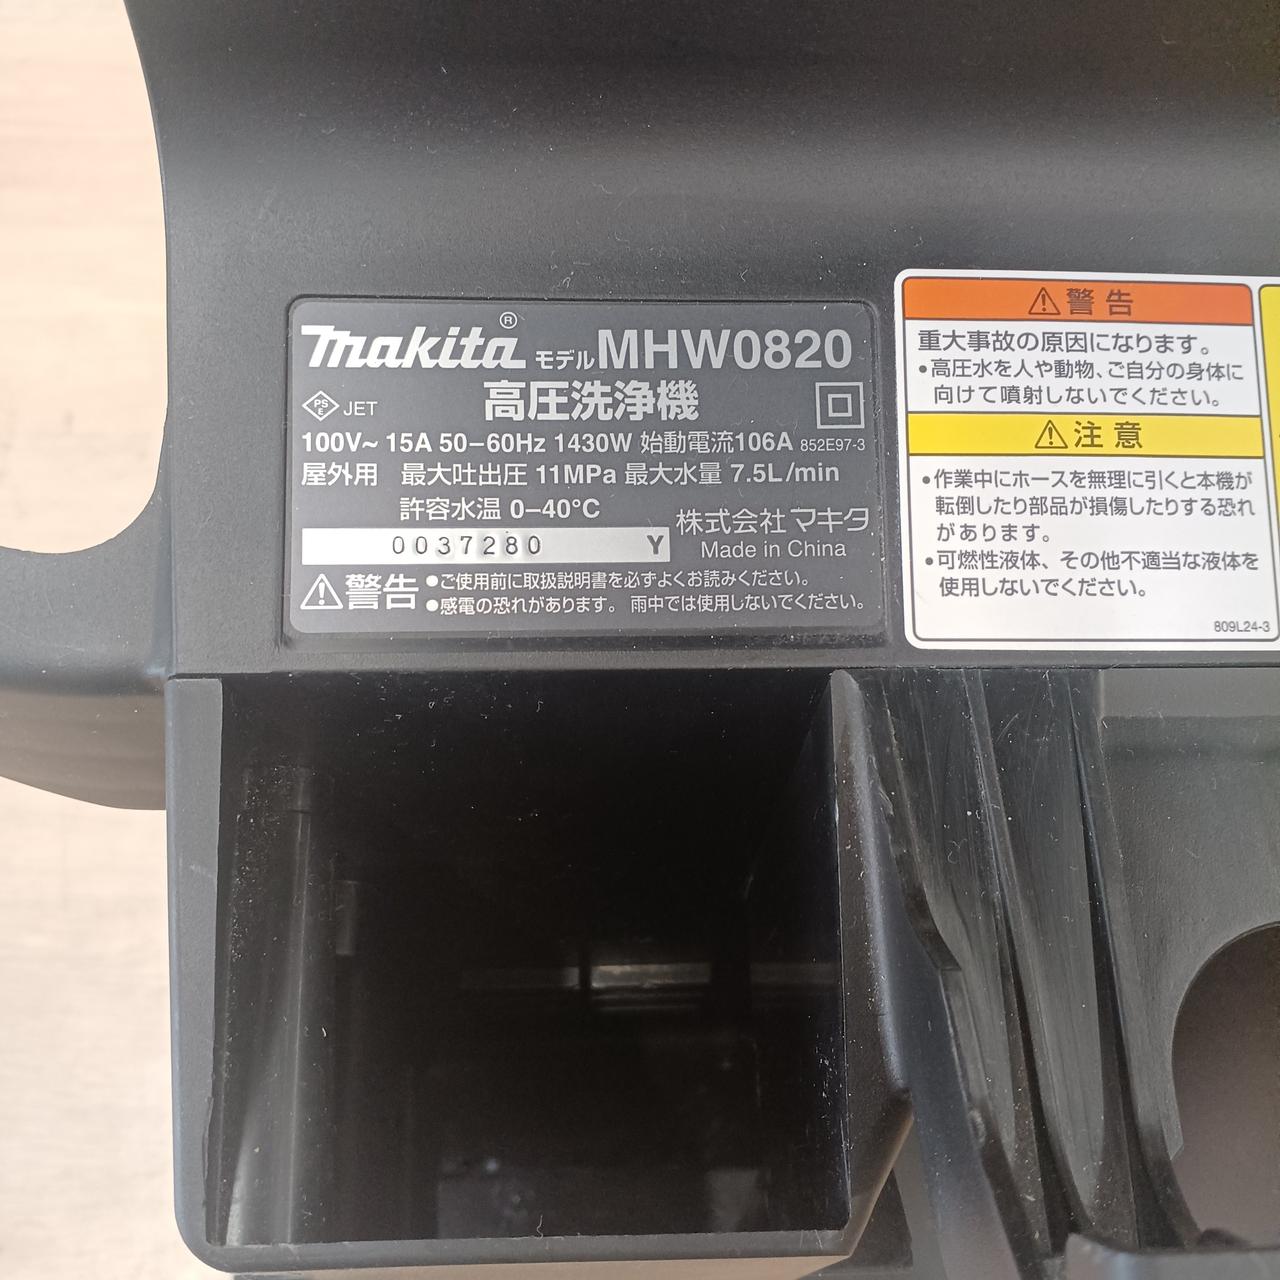 makita® モデル MHW0820
PSE JET 高圧洗浄機
100V~ 15A 50-60Hz 1430W 始動電流106A 852E97-3
屋外用 最大吐出圧 11MPa 最大水量 7.5L/min
許容水温 0-40°C
株式会社 マキタ
0037280 Y
Made in China
⚠警告 ●ご使用前に取扱説明書を必ずよくお読みください。
●感電の恐れがあります。雨中では使用しないでください。
⚠警告
重大事故の原因になります。
●高圧水を人や動物、ご自分の身体に
向けて噴射しないでください。
⚠注意
●作業中にホースを無理に引くと本機が
転倒したり部品が損傷したりする恐れ
があります。
●可燃性液体、その他不適当な液体を
使用しないでください。
809L24-3